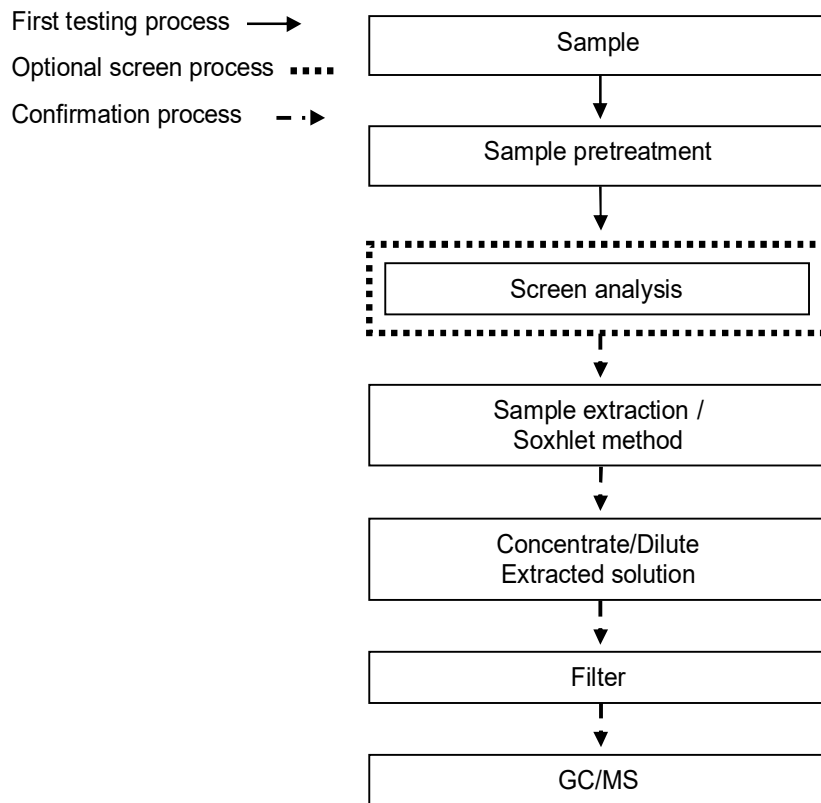 First testing process
Optional screen process
Confirmation process
Sample
Sample pretreatment
Screen analysis
Sample extraction /
Soxhlet method
Concentrate/Dilute
Extracted solution
Filter
GC/MS